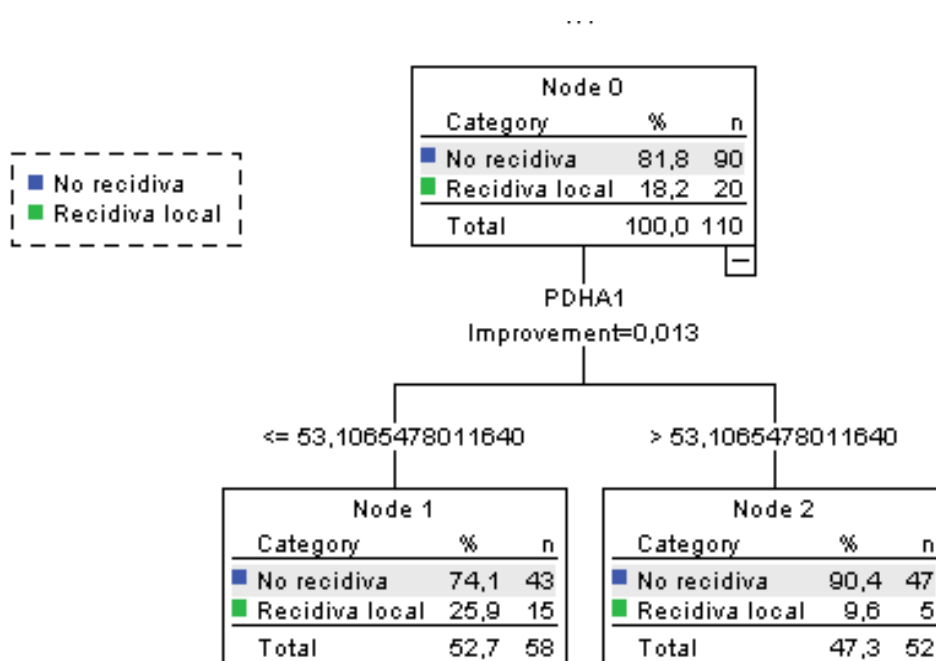 ...
Node 0
Category % n
No recidiva 81,8 90
Recidiva local 18,2 20
Total 100,0 110
No recidiva
Recidiva local
PDHA1
Improvement=0,013
<= 53,1065478011640
> 53,1065478011640
Node 1
Category % n
No recidiva 74,1 43
Recidiva local 25,9 15
Total 52,7 58
Node 2
Category % n
No recidiva 90,4 47
Recidiva local 9,6 5
Total 47,3 52